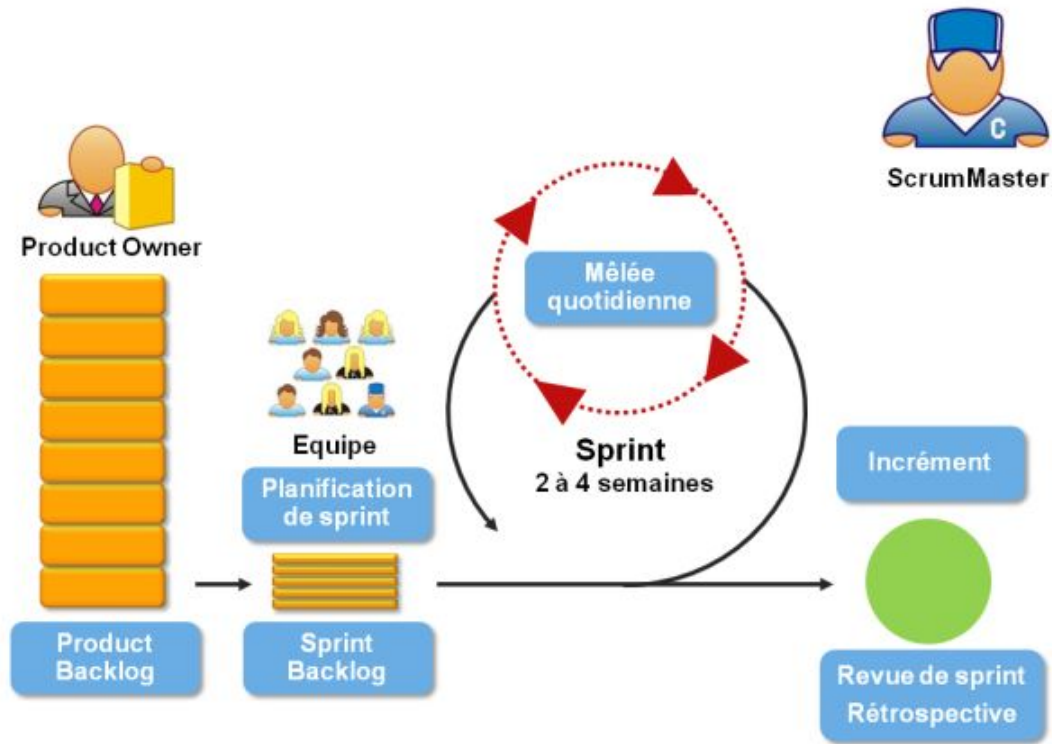 ScrumMaster
C
Product Owner
Mêlée
quotidienne
Equipe
Sprint
2 à 4 semaines
Planification
de sprint
Incrément
Product
Backlog
Sprint
Backlog
Revue de sprint
Rétrospective